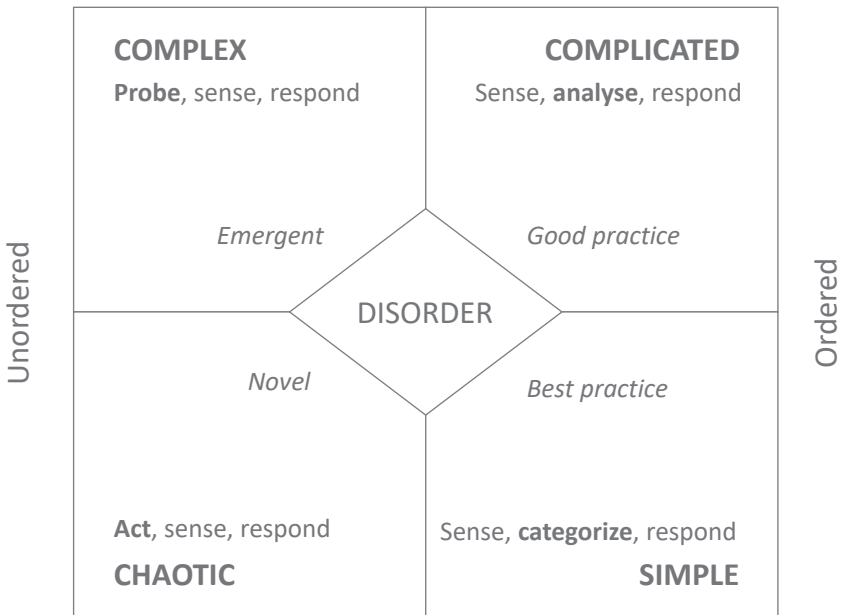 COMPLEX
Probe, sense, respond
Emergent
COMPLICATED
Sense, analyse, respond
Good practice
Unordered
DISORDER
Ordered
Novel
Act, sense, respond
CHAOTIC
Best practice
Sense, categorize, respond
SIMPLE